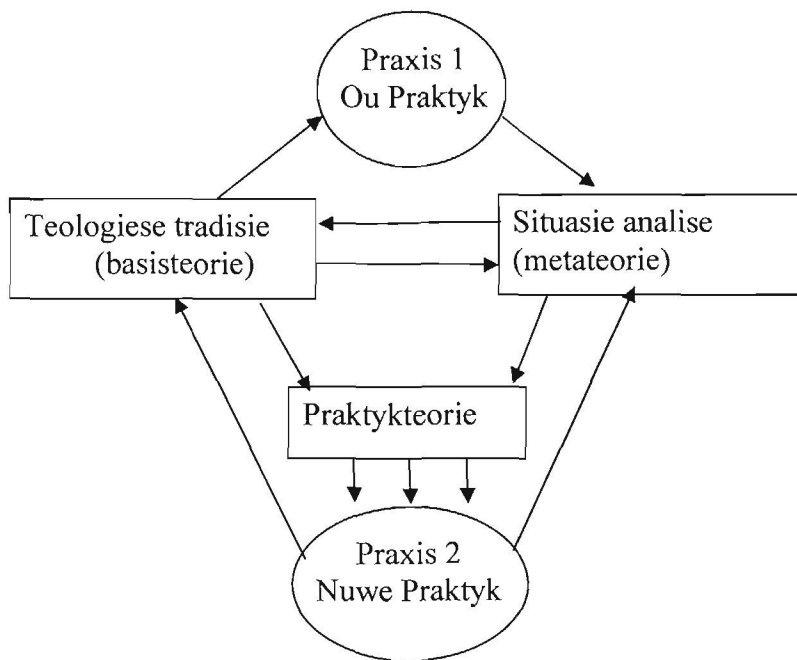 Praxis 1
Ou Praktyk
Teologiese tradisie
(basisteorie)
Situasie analise
(metateorie)
Praktykteorie
Praxis 2
Nuwe Praktyk